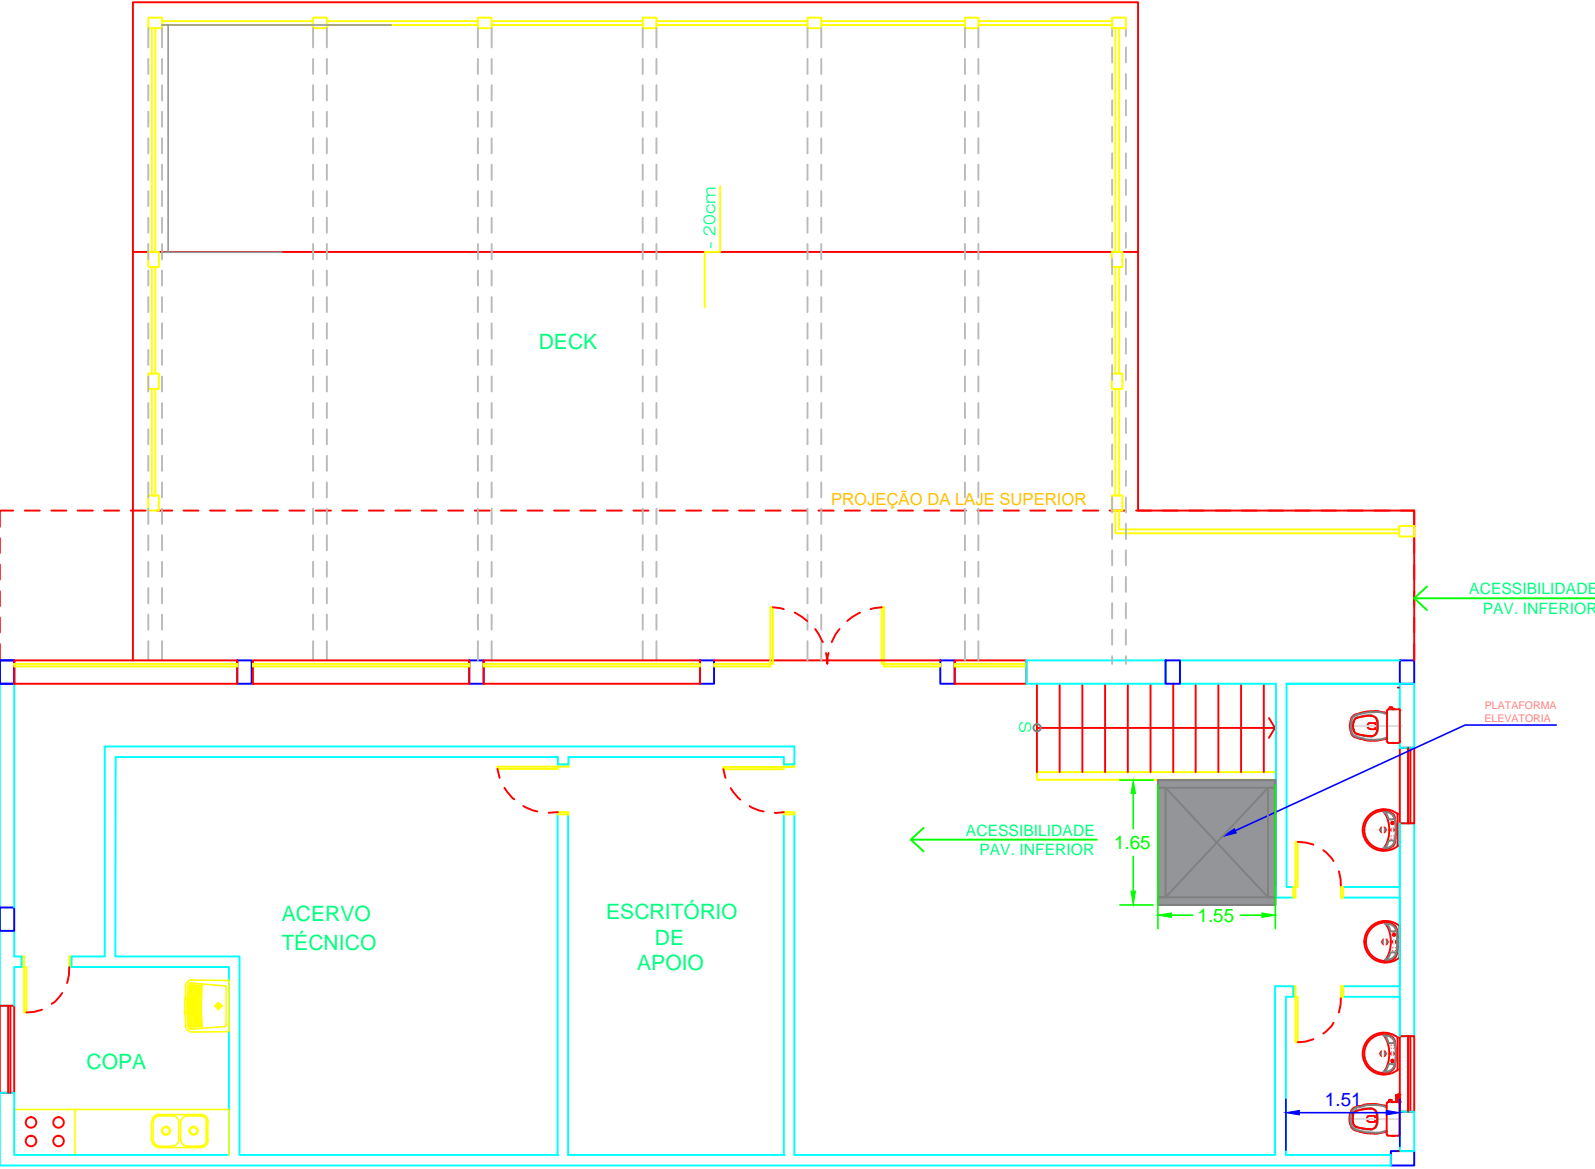 - 20cm
DECK
PROJEÇÃO DA LAJE SUPERIOR
ACESSIBILIDADE
PAV. INFERIOR
PLATAFORMA
ELEVATORIA
S
ACESSIBILIDADE
PAV. INFERIOR
1.65
1.55
ACERVO
TÉCNICO
ESCRITÓRIO
DE
APOIO
COPA
1.51